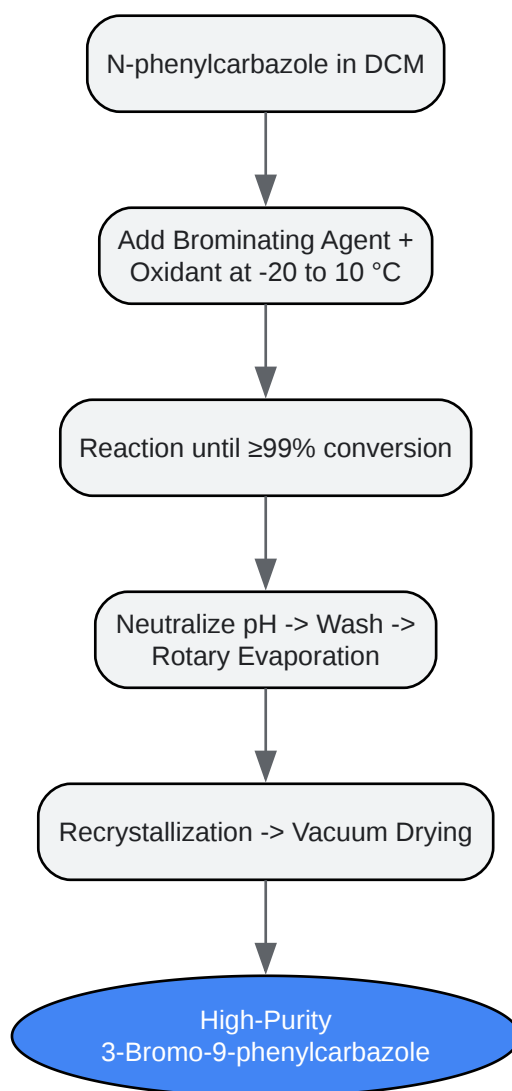 N-phenylcarbazole in DCM
Add Brominating Agent +
Oxidant at -20 to 10 °C
Reaction until ≥99% conversion
Neutralize pH -> Wash ->
Rotary Evaporation
Recrystallization -> Vacuum Drying
High-Purity
3-Bromo-9-phenylcarbazole